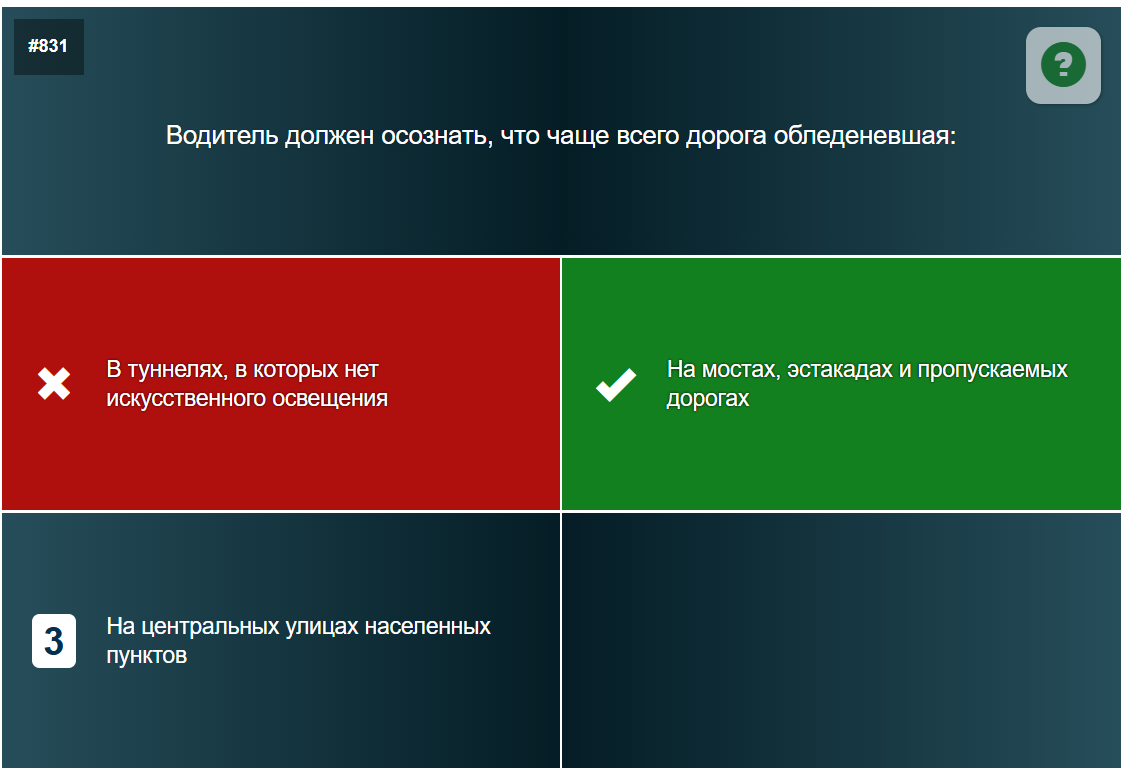 #831
?
Водитель должен осознать, что чаще всего дорога обледеневшая:
В туннелях, в которых нет
искусственного освещения
На мостах, эстакадах и пропускаемых
дорогах
3
На центральных улицах населенных
пунктов